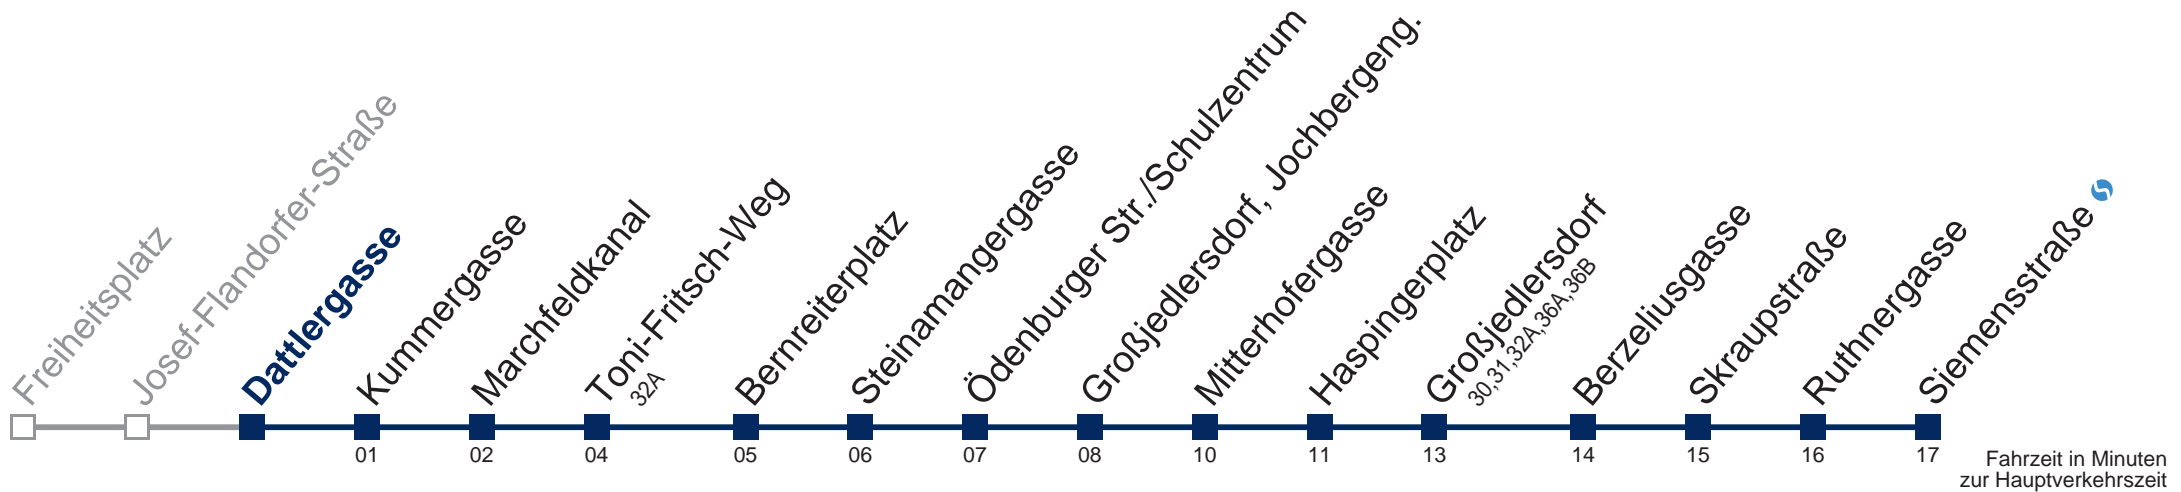 Freiheitsplatz
Josef-Flandorfer-Straße
Dattlergasse
Kummergasse
Marchfeldkanal
Toni-Fritsch-Weg
32A
Bernreiterplatz
Steinamangergasse
Ödenburger Str./Schulzentrum
Großjedlersdorf, Jochbergeng.
Mitterhofergasse
Haspingerplatz
Großjedlersdorf
30,31,32A,36A,36B
Berzeliusgasse
Skraupstraße
Ruthnergasse
Siemensstraße
01 02 04 05 06 07 08 10 11 13 14 15 16 17
Fahrzeit in Minuten
zur Hauptverkehrszeit